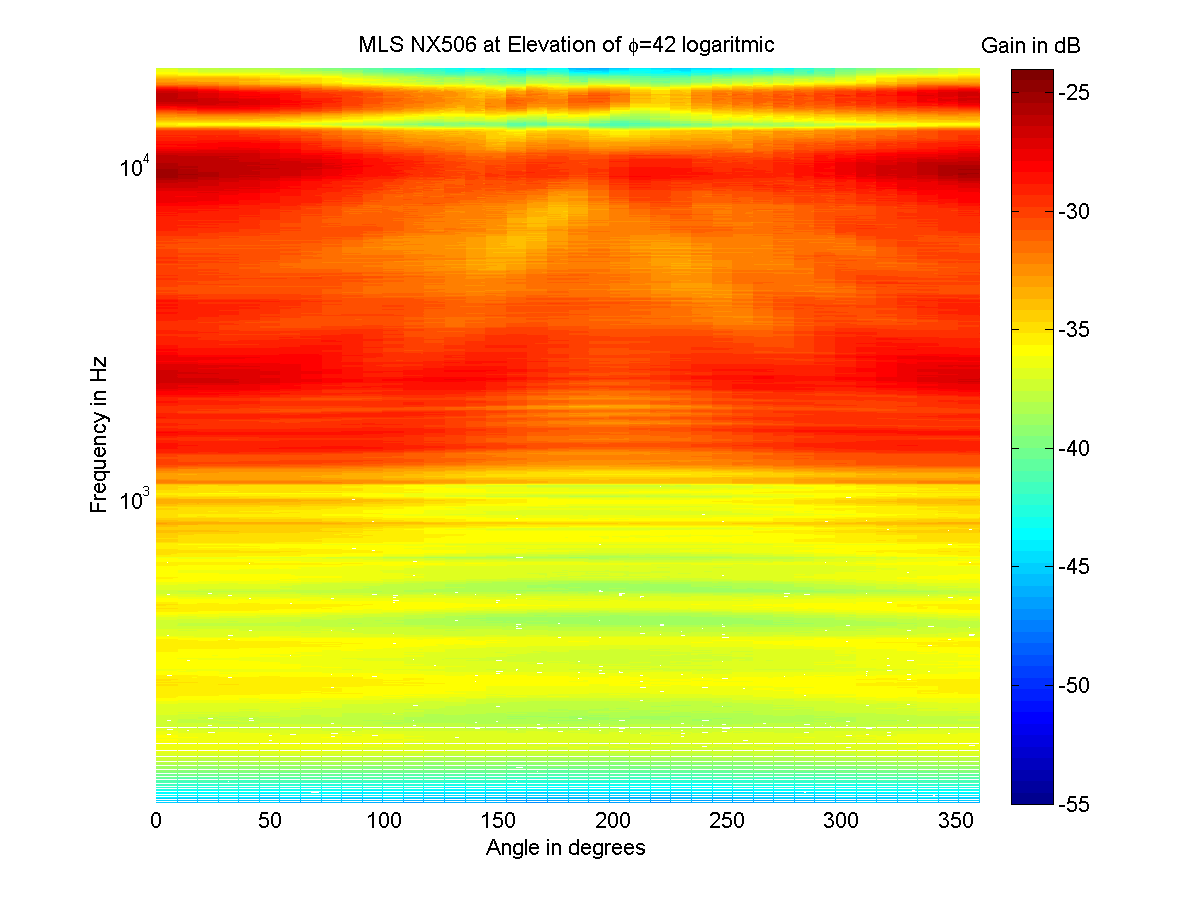 MLS NX506 at Elevation of ϕ=42 logaritmic
Gain in dB
-25
-30
-35
-40
-45
-50
-55
Frequency in Hz
10⁴
10³
0 50 100 150 200 250 300 350
Angle in degrees